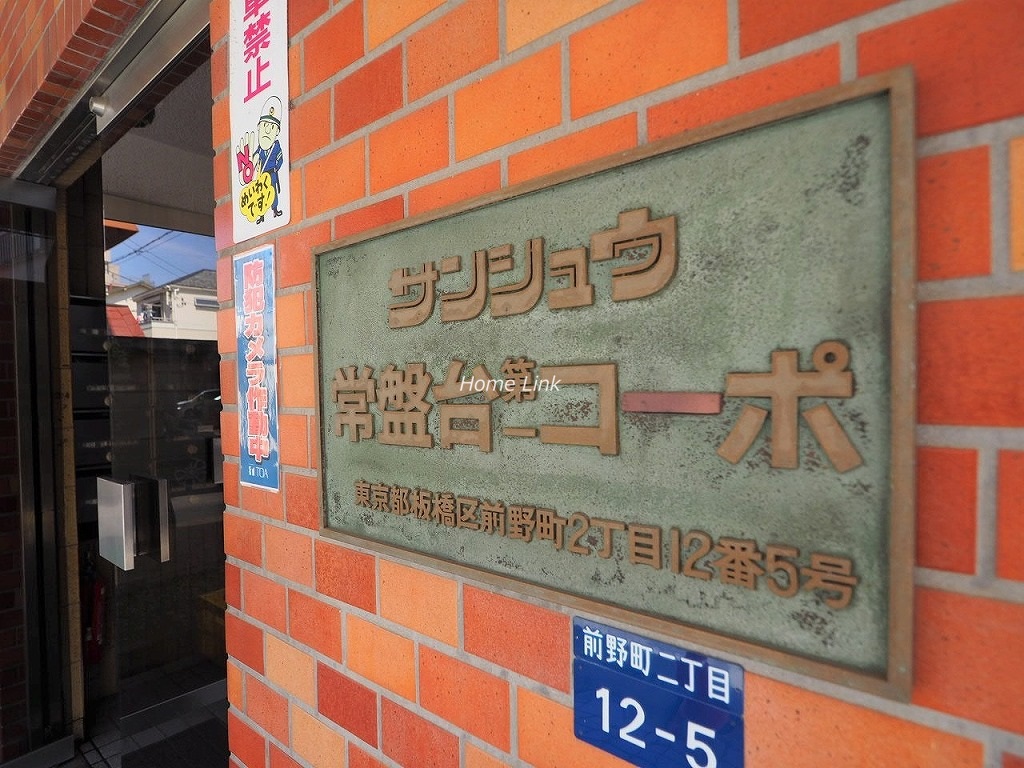 禁止
NO
めいわく
です!
防犯カメラ作動中
TOA
サンシュウ
常盤台第一コーポ
Home Link
東京都板橋区前野町2丁目12番5号
前野町二丁目
12-5